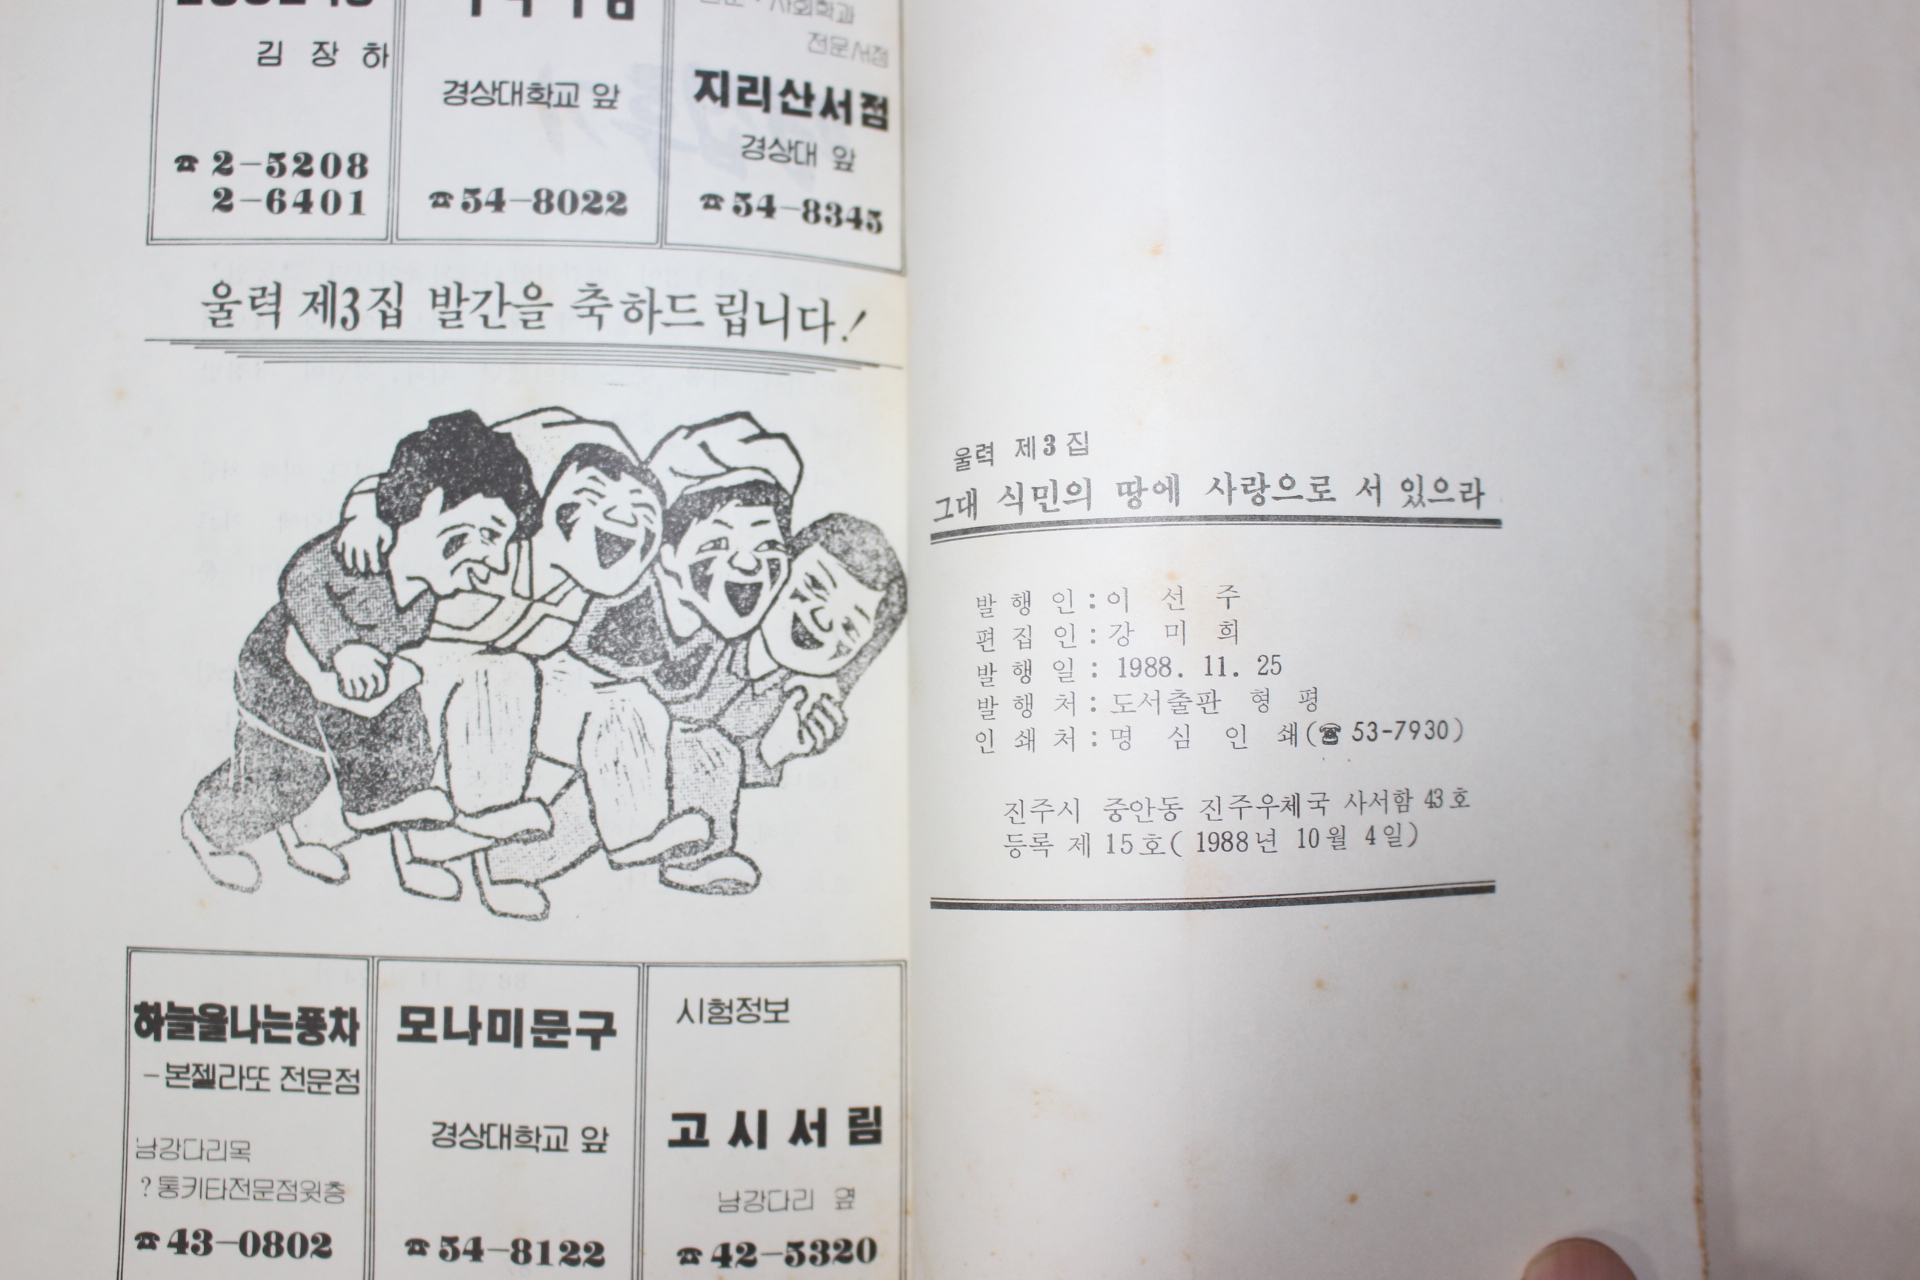 김 장 하
☎ 2-5208
2-6401
경상대학교 앞
☎ 54-8022
전문서점
지리산서점
경상대 앞
☎ 54-8345
울력 제3집 발간을 축하드립니다!
하늘을나는풍차
-본젤라또 전문점
남강다리목
?통키타전문점윗층
☎ 43-0802
모나미문구
경상대학교 앞
☎ 54-8122
시험정보
고시서림
남강다리 옆
☎ 42-5320
울력 제3집
그대 식민의 땅에 사랑으로 서 있으라
발 행 인 : 이 선 주
편 집 인 : 강 미 희
발 행 일 : 1988. 11. 25
발 행 처 : 도서출판 형 평
인 쇄 처 : 명 심 인 쇄(☎ 53-7930)
진주시 중안동 진주우체국 사서함 43호
등록 제 15호( 1988년 10월 4일)